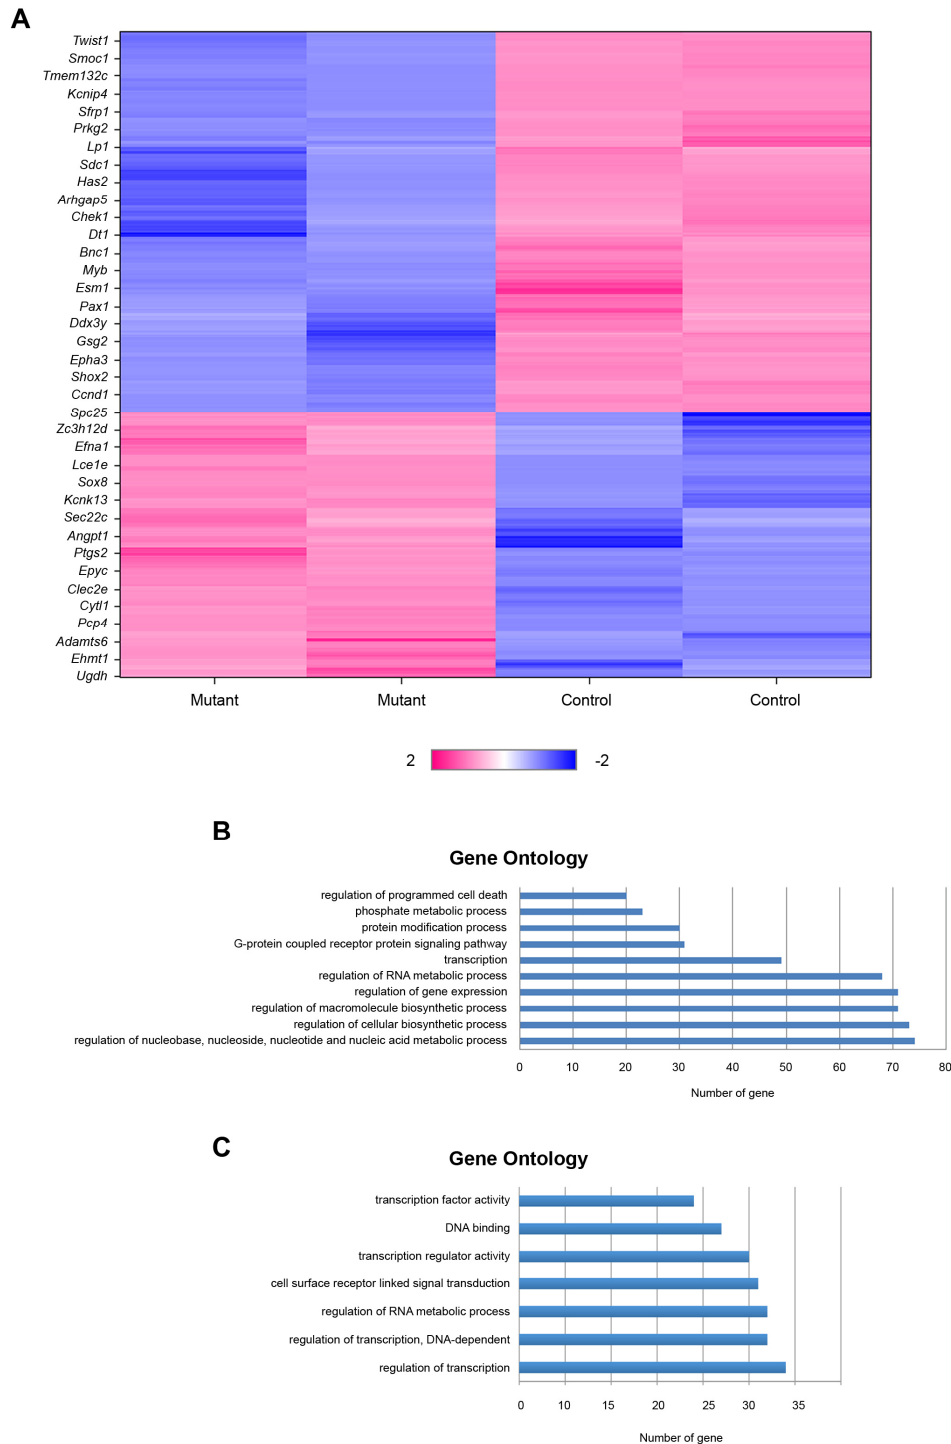 A
Twist1
Smoc1
Tmem132c
Kcnip4
Sfrp1
Prkg2
Lp1
Sdc1
Has2
Arhgap5
Chek1
Dt1
Bnc1
Myb
Esm1
Pax1
Ddx3y
Gsg2
Epha3
Shox2
Ccnd1
Spc25
Zc3h12d
Efna1
Lce1e
Sox8
Kcnk13
Sec22c
Angpt1
Ptgs2
Epyc
Clec2e
Cytl1
Pcp4
Adamts6
Ehmt1
Ugdh
Mutant Mutant Control Control
2 -2
B
Gene Ontology
regulation of programmed cell death
phosphate metabolic process
protein modification process
G-protein coupled receptor protein signaling pathway
transcription
regulation of RNA metabolic process
regulation of gene expression
regulation of macromolecule biosynthetic process
regulation of cellular biosynthetic process
regulation of nucleobase, nucleoside, nucleotide and nucleic acid metabolic process
0 10 20 30 40 50 60 70 80
Number of gene
C
Gene Ontology
transcription factor activity
DNA binding
transcription regulator activity
cell surface receptor linked signal transduction
regulation of RNA metabolic process
regulation of transcription, DNA-dependent
regulation of transcription
0 10 15 20 25 30 35
Number of gene